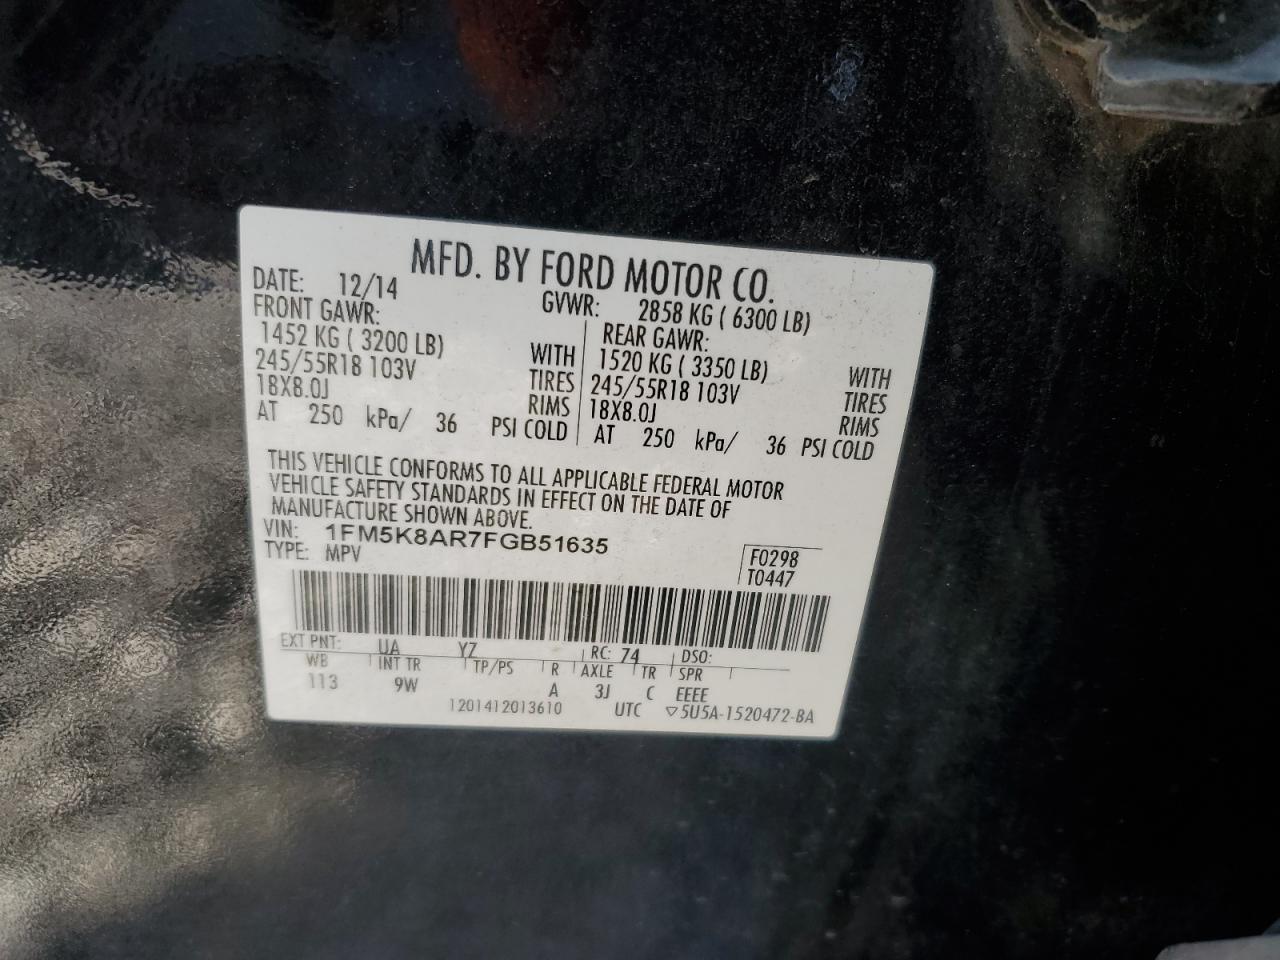 MFD. BY FORD MOTOR CO.
DATE: 12/14 GVWR: 2858 KG ( 6300 LB)
FRONT GAWR: REAR GAWR:
1452 KG ( 3200 LB) WITH 1520 KG ( 3350 LB) WITH
245/55R18 103V TIRES 245/55R18 103V TIRES
18X8.0J RIMS 18X8.0J RIMS
AT 250 kPa/ 36 PSI COLD AT 250 kPa/ 36 PSI COLD
THIS VEHICLE CONFORMS TO ALL APPLICABLE FEDERAL MOTOR
VEHICLE SAFETY STANDARDS IN EFFECT ON THE DATE OF
MANUFACTURE SHOWN ABOVE.
VIN: 1FM5K8AR7FGB51635
TYPE: MPV
F0298
T0447
EXT PNT: UA YZ RC: 74 DSO:
WB INT TR TP/PS R AXLE TR SPR
113 9W A 3J C EEEE
1201412013610 UTC ▽5U5A-1520472-BA